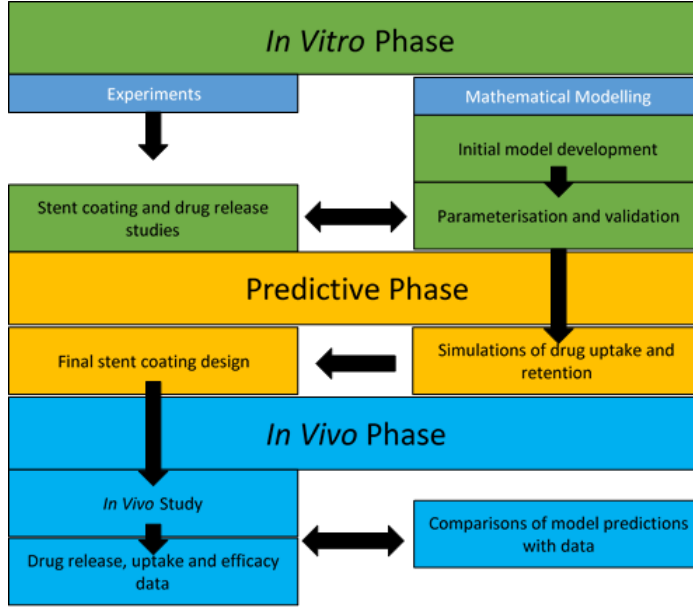 In Vitro Phase
Experiments
Mathematical Modelling
Initial model development
Stent coating and drug release
studies
Parameterisation and validation
Predictive Phase
Final stent coating design
Simulations of drug uptake and
retention
In Vivo Phase
In Vivo Study
Drug release, uptake and efficacy
data
Comparisons of model predictions
with data